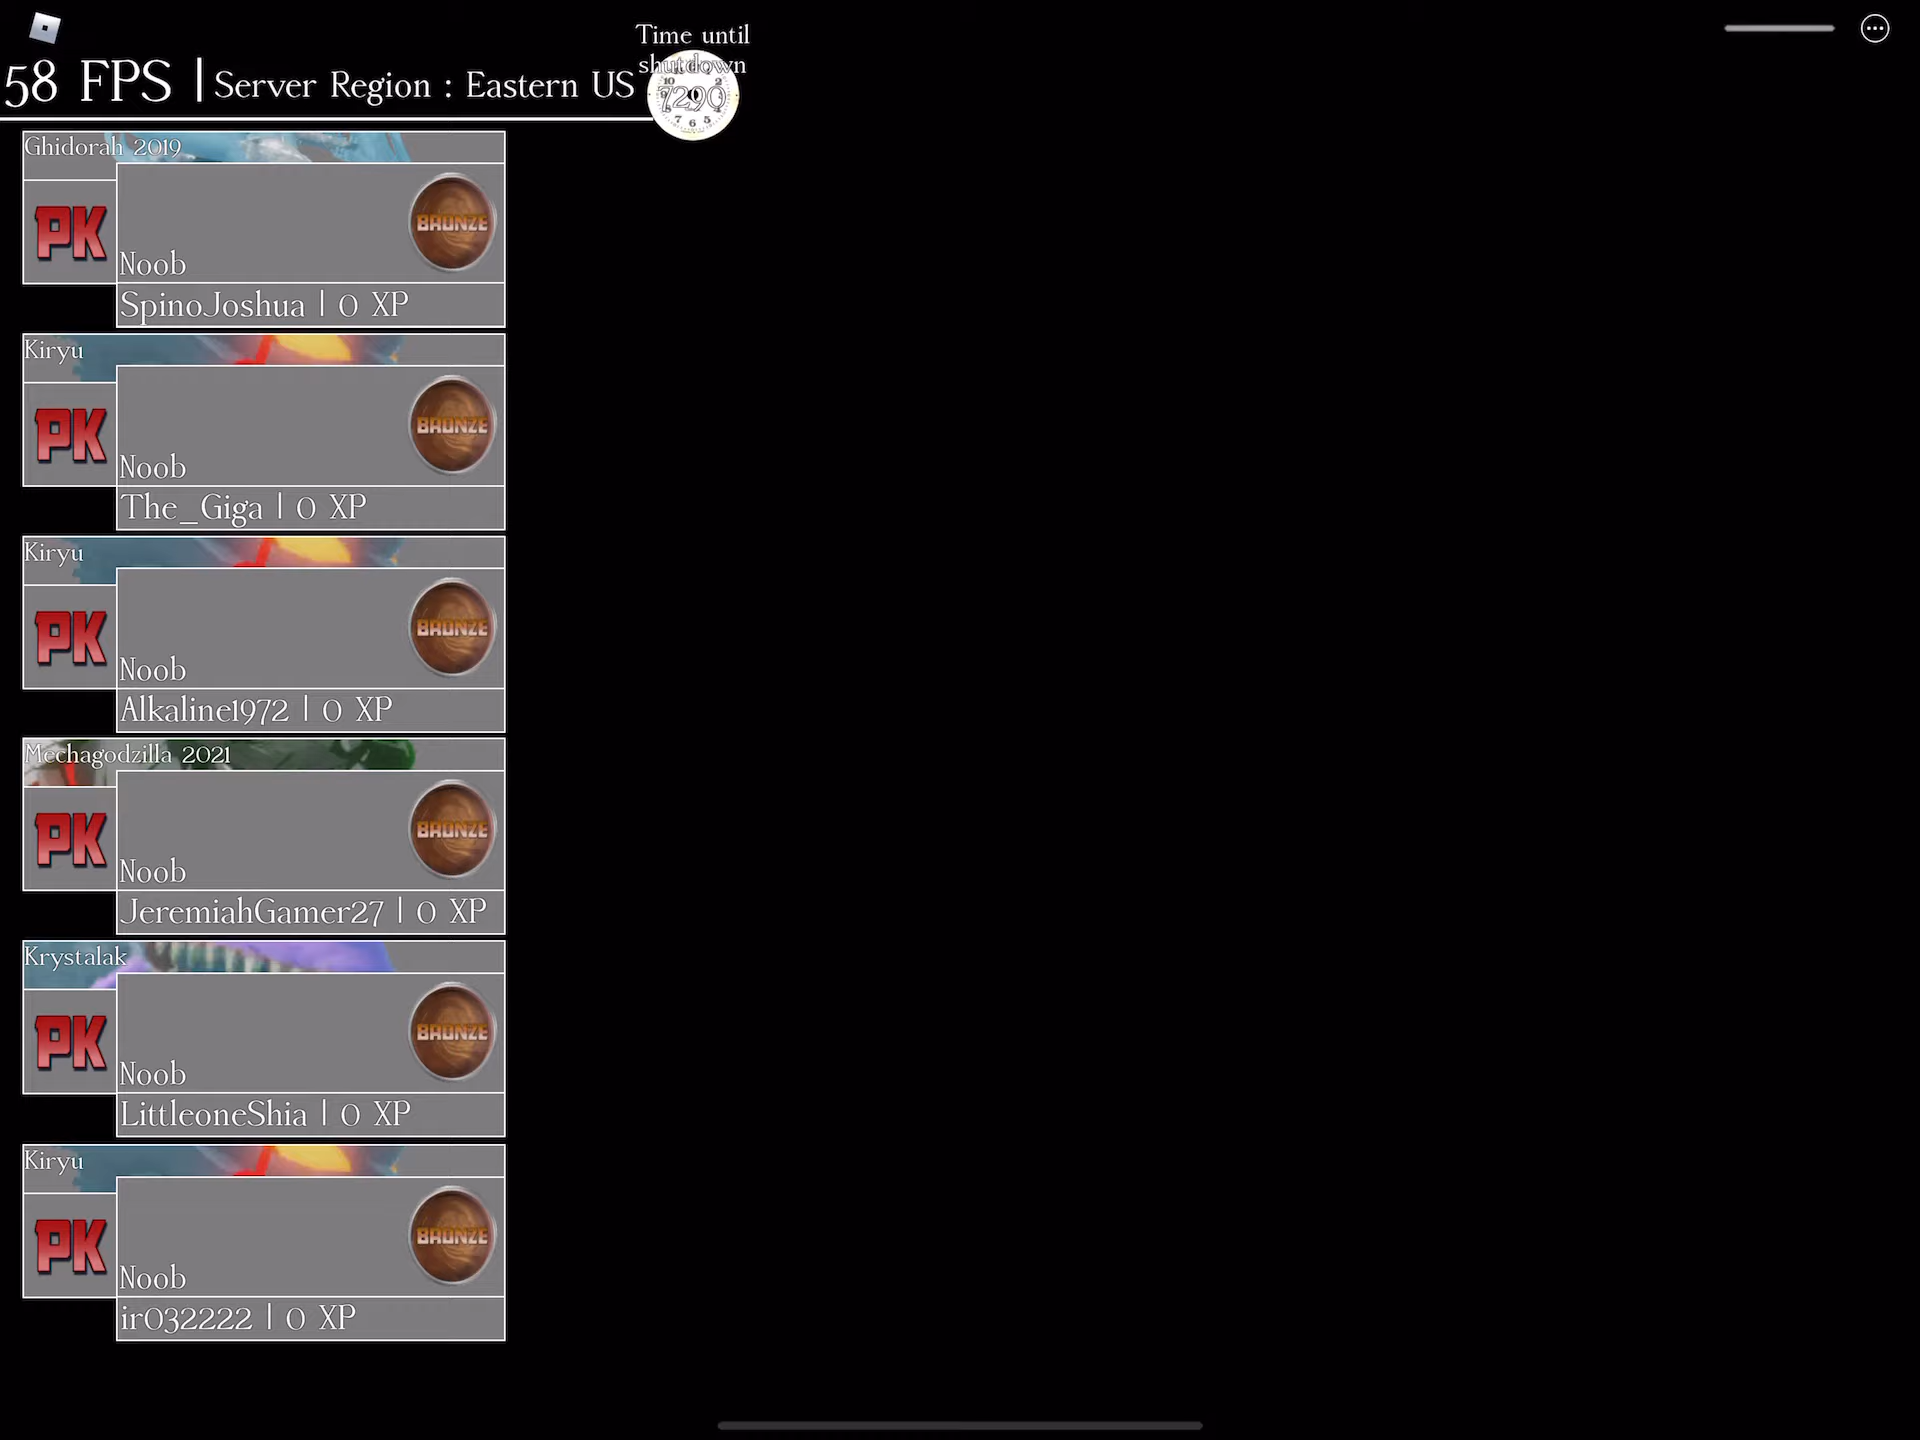 Time until
shutdown
7290
58 FPS | Server Region : Eastern US
Ghidorah 2019
PK
BRONZE
Noob
SpinoJoshua | 0 XP
Kiryu
PK
BRONZE
Noob
The_Giga | 0 XP
Kiryu
PK
BRONZE
Noob
Alkaline1972 | 0 XP
Mechagodzilla 2021
PK
BRONZE
Noob
JeremiahGamer27 | 0 XP
Krystalak
PK
BRONZE
Noob
LittleoneShia | 0 XP
Kiryu
PK
BRONZE
Noob
ir032222 | 0 XP